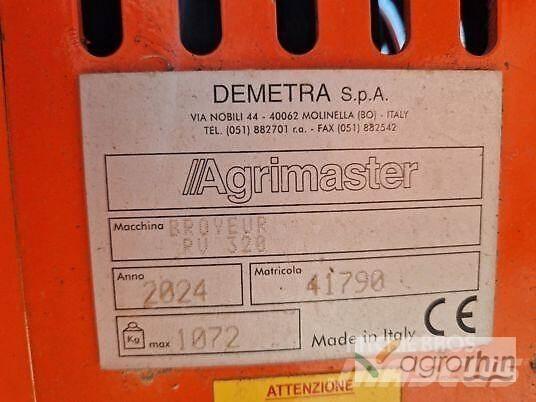 DEMETRA S.p.A.
VIA NOBILI 44 - 40062 MOLINELLA (BO) - ITALY
TEL. (051) 882701 r.a. - FAX (051) 882542
Agrimaster
Macchina BROYEUR
RV 320
Anno 2024
Matricola 41790
Kg max 1072
Made in Italy CE
agrorhin
ATTENZIONE